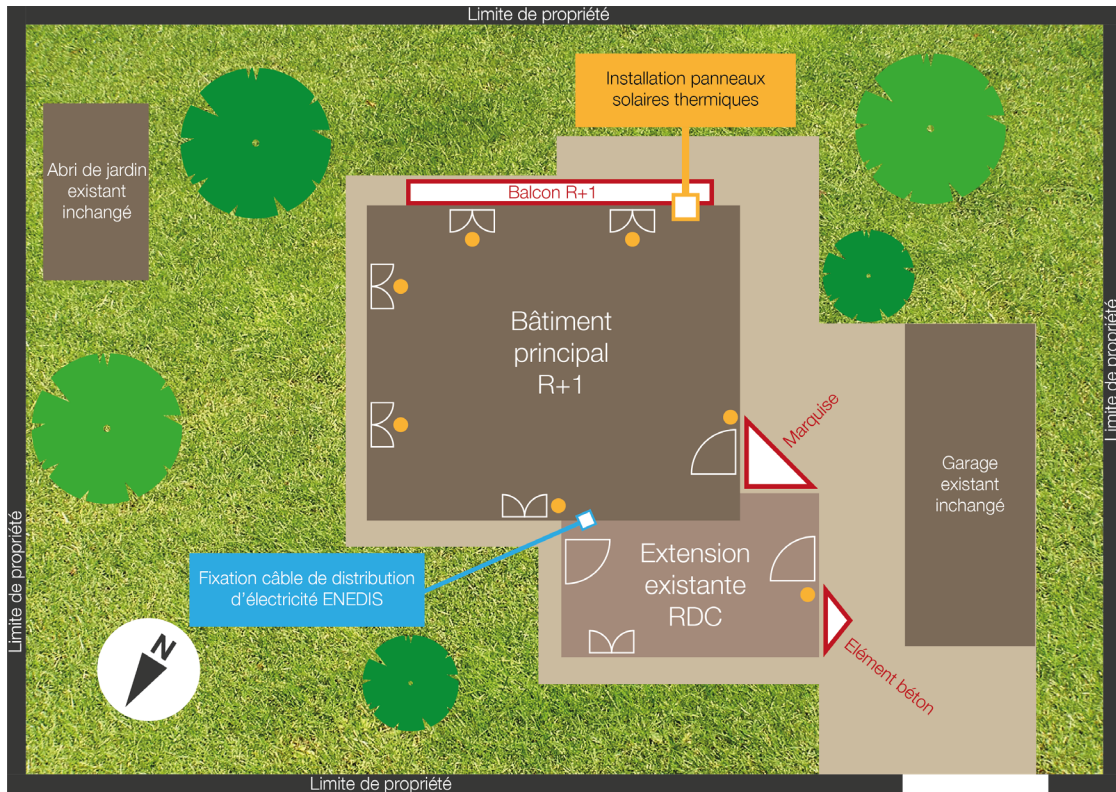 Limite de propriété
Installation panneaux
solaires thermiques
Abri de jardin
existant
inchangé
Balcon R+1
Bâtiment
principal
R+1
Limite de propriété
Marquise
Garage
existant
inchangé
Limite de propriété
Extension
existante
RDC
Fixation câble de distribution
d'électricité ENEDIS
Elément béton
N
Limite de propriété